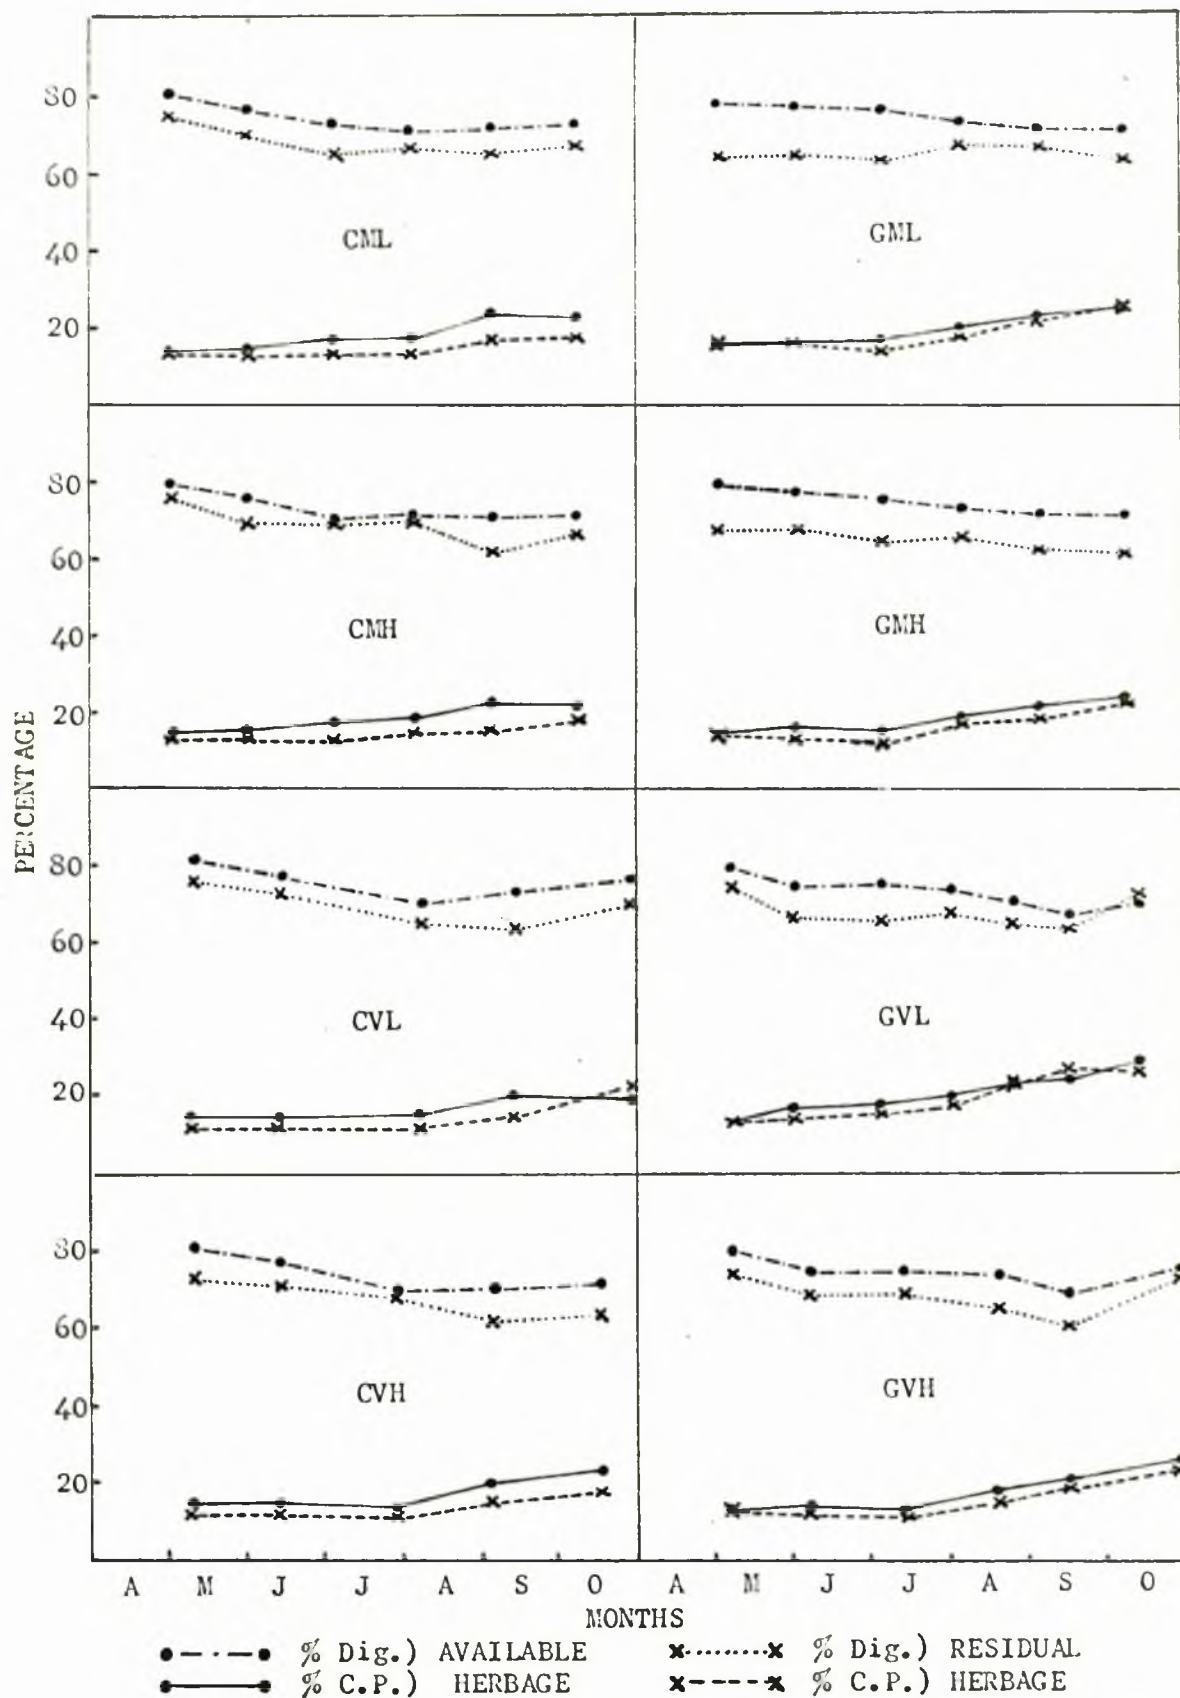 80
60
40
20
CML
GML
80
60
40
20
CMH
GMH
PERCENTAGE
80
60
40
20
CVL
GVL
80
60
40
20
CVH
GVH
A M J J A S O A M J J A S O
MONTHS
% Dig.) AVAILABLE % Dig.) RESIDUAL
% C.P.) HERBAGE % C.P.) HERBAGE